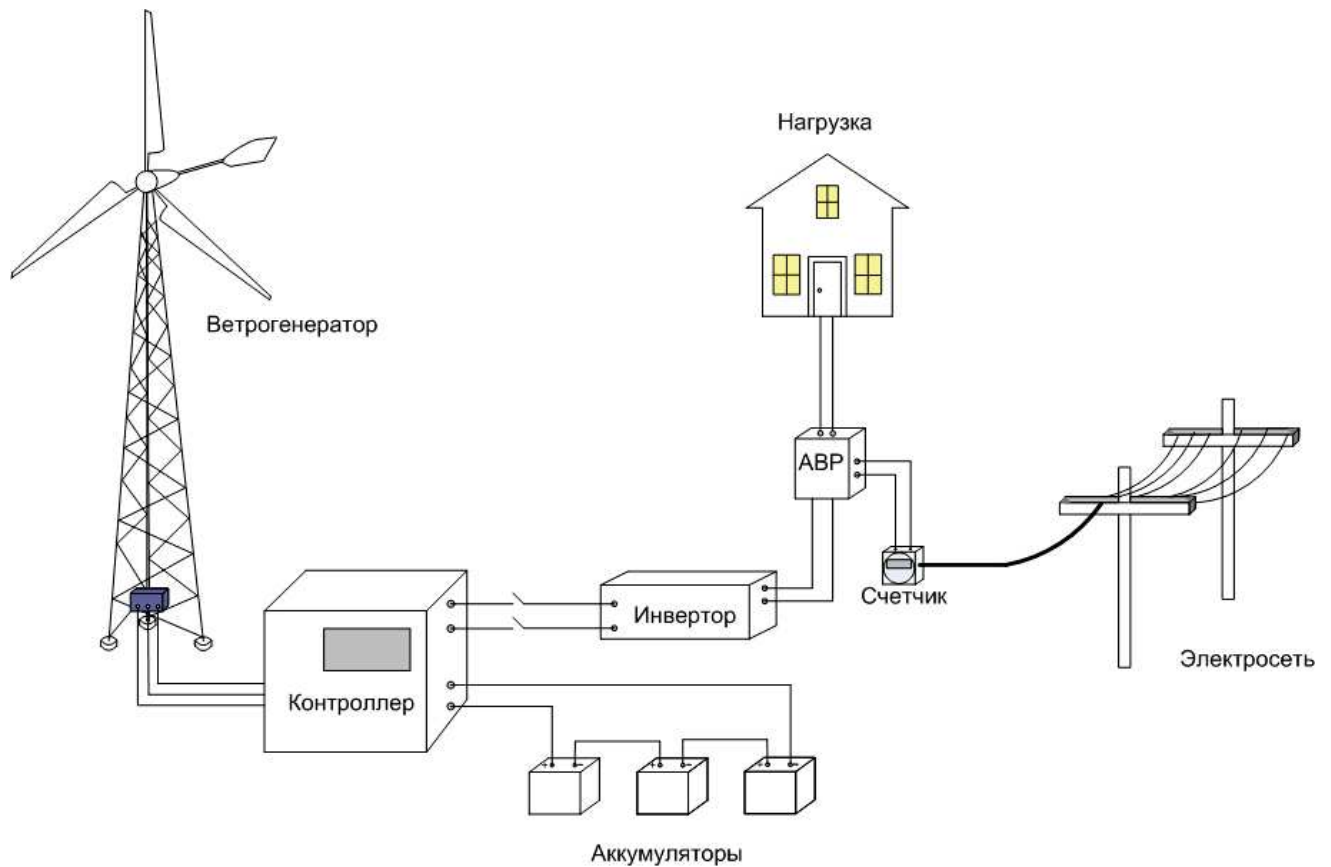 Нагрузка
Ветрогенератор
АВР
Счетчик
Инвертор
Электросеть
Контроллер
Аккумуляторы